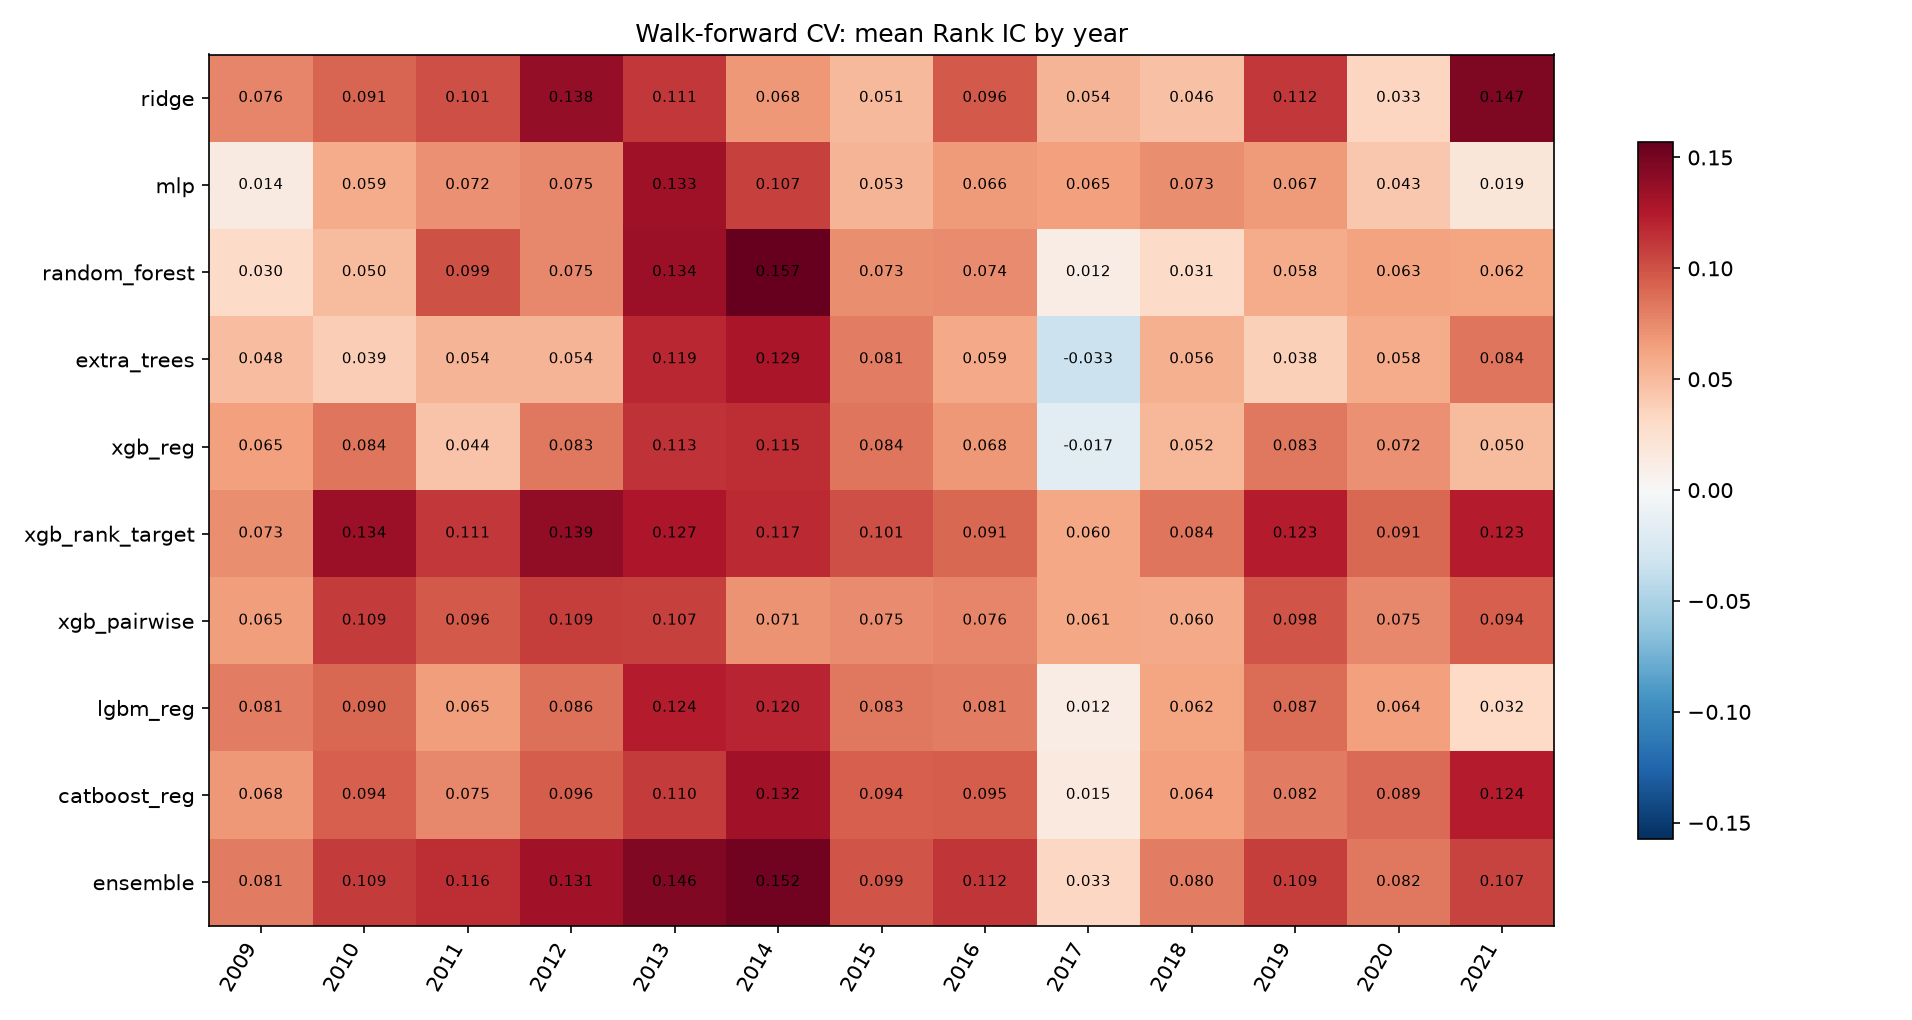 Walk-forward CV: mean Rank IC by year
ridge 0.076 0.091 0.101 0.138 0.111 0.068 0.051 0.096 0.054 0.046 0.112 0.033 0.147
mlp 0.014 0.059 0.072 0.075 0.133 0.107 0.053 0.066 0.065 0.073 0.067 0.043 0.019
random_forest 0.030 0.050 0.099 0.075 0.134 0.157 0.073 0.074 0.012 0.031 0.058 0.063 0.062
extra_trees 0.048 0.039 0.054 0.054 0.119 0.129 0.081 0.059 -0.033 0.056 0.038 0.058 0.084
xgb_reg 0.065 0.084 0.044 0.083 0.113 0.115 0.084 0.068 -0.017 0.052 0.083 0.072 0.050
xgb_rank_target 0.073 0.134 0.111 0.139 0.127 0.117 0.101 0.091 0.060 0.084 0.123 0.091 0.123
xgb_pairwise 0.065 0.109 0.096 0.109 0.107 0.071 0.075 0.076 0.061 0.060 0.098 0.075 0.094
lgbm_reg 0.081 0.090 0.065 0.086 0.124 0.120 0.083 0.081 0.012 0.062 0.087 0.064 0.032
catboost_reg 0.068 0.094 0.075 0.096 0.110 0.132 0.094 0.095 0.015 0.064 0.082 0.089 0.124
ensemble 0.081 0.109 0.116 0.131 0.146 0.152 0.099 0.112 0.033 0.080 0.109 0.082 0.107
2009 2010 2011 2012 2013 2014 2015 2016 2017 2018 2019 2020 2021
0.15
0.10
0.05
0.00
−0.05
−0.10
−0.15